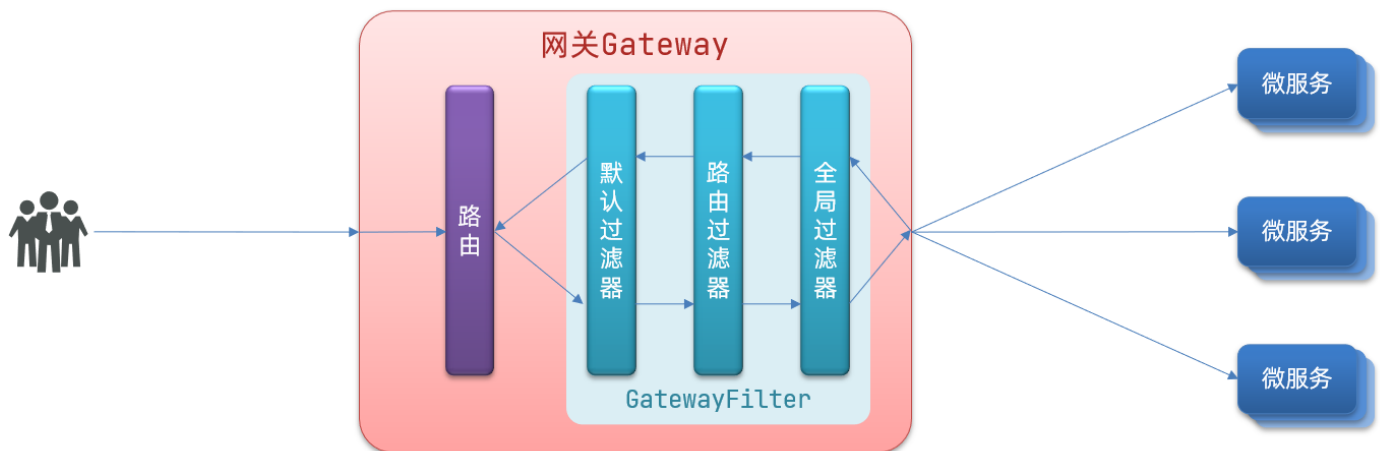 网关Gateway
路由
默认过滤器
路由过滤器
全局过滤器
GatewayFilter
微服务
微服务
微服务